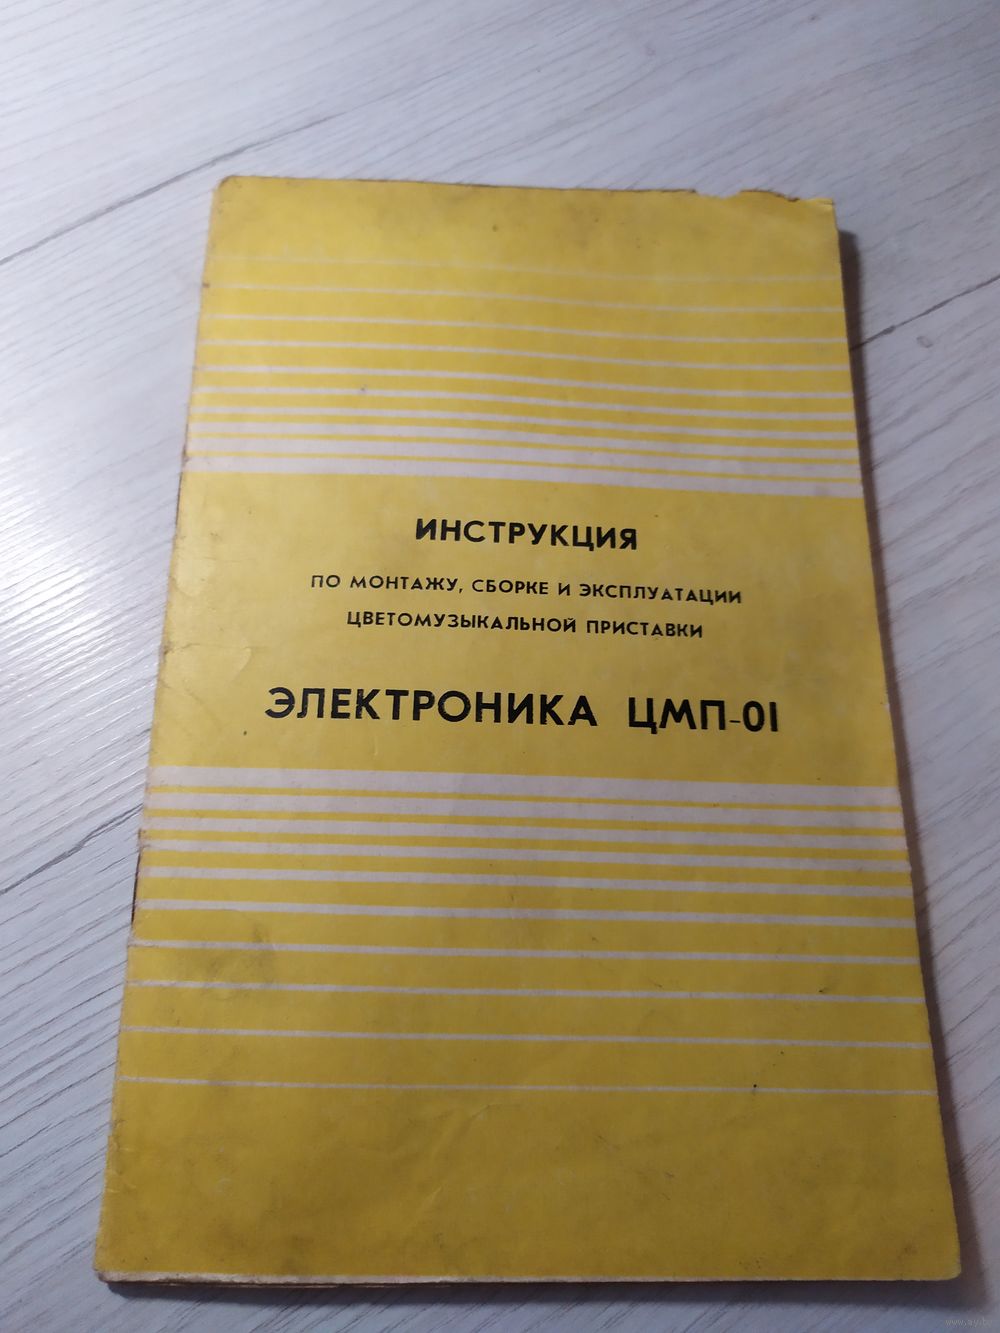 ИНСТРУКЦИЯ
ПО МОНТАЖУ, СБОРКЕ И ЭКСПЛУАТАЦИИ
ЦВЕТОМУЗЫКАЛЬНОЙ ПРИСТАВКИ
ЭЛЕКТРОНИКА ЦМП-01